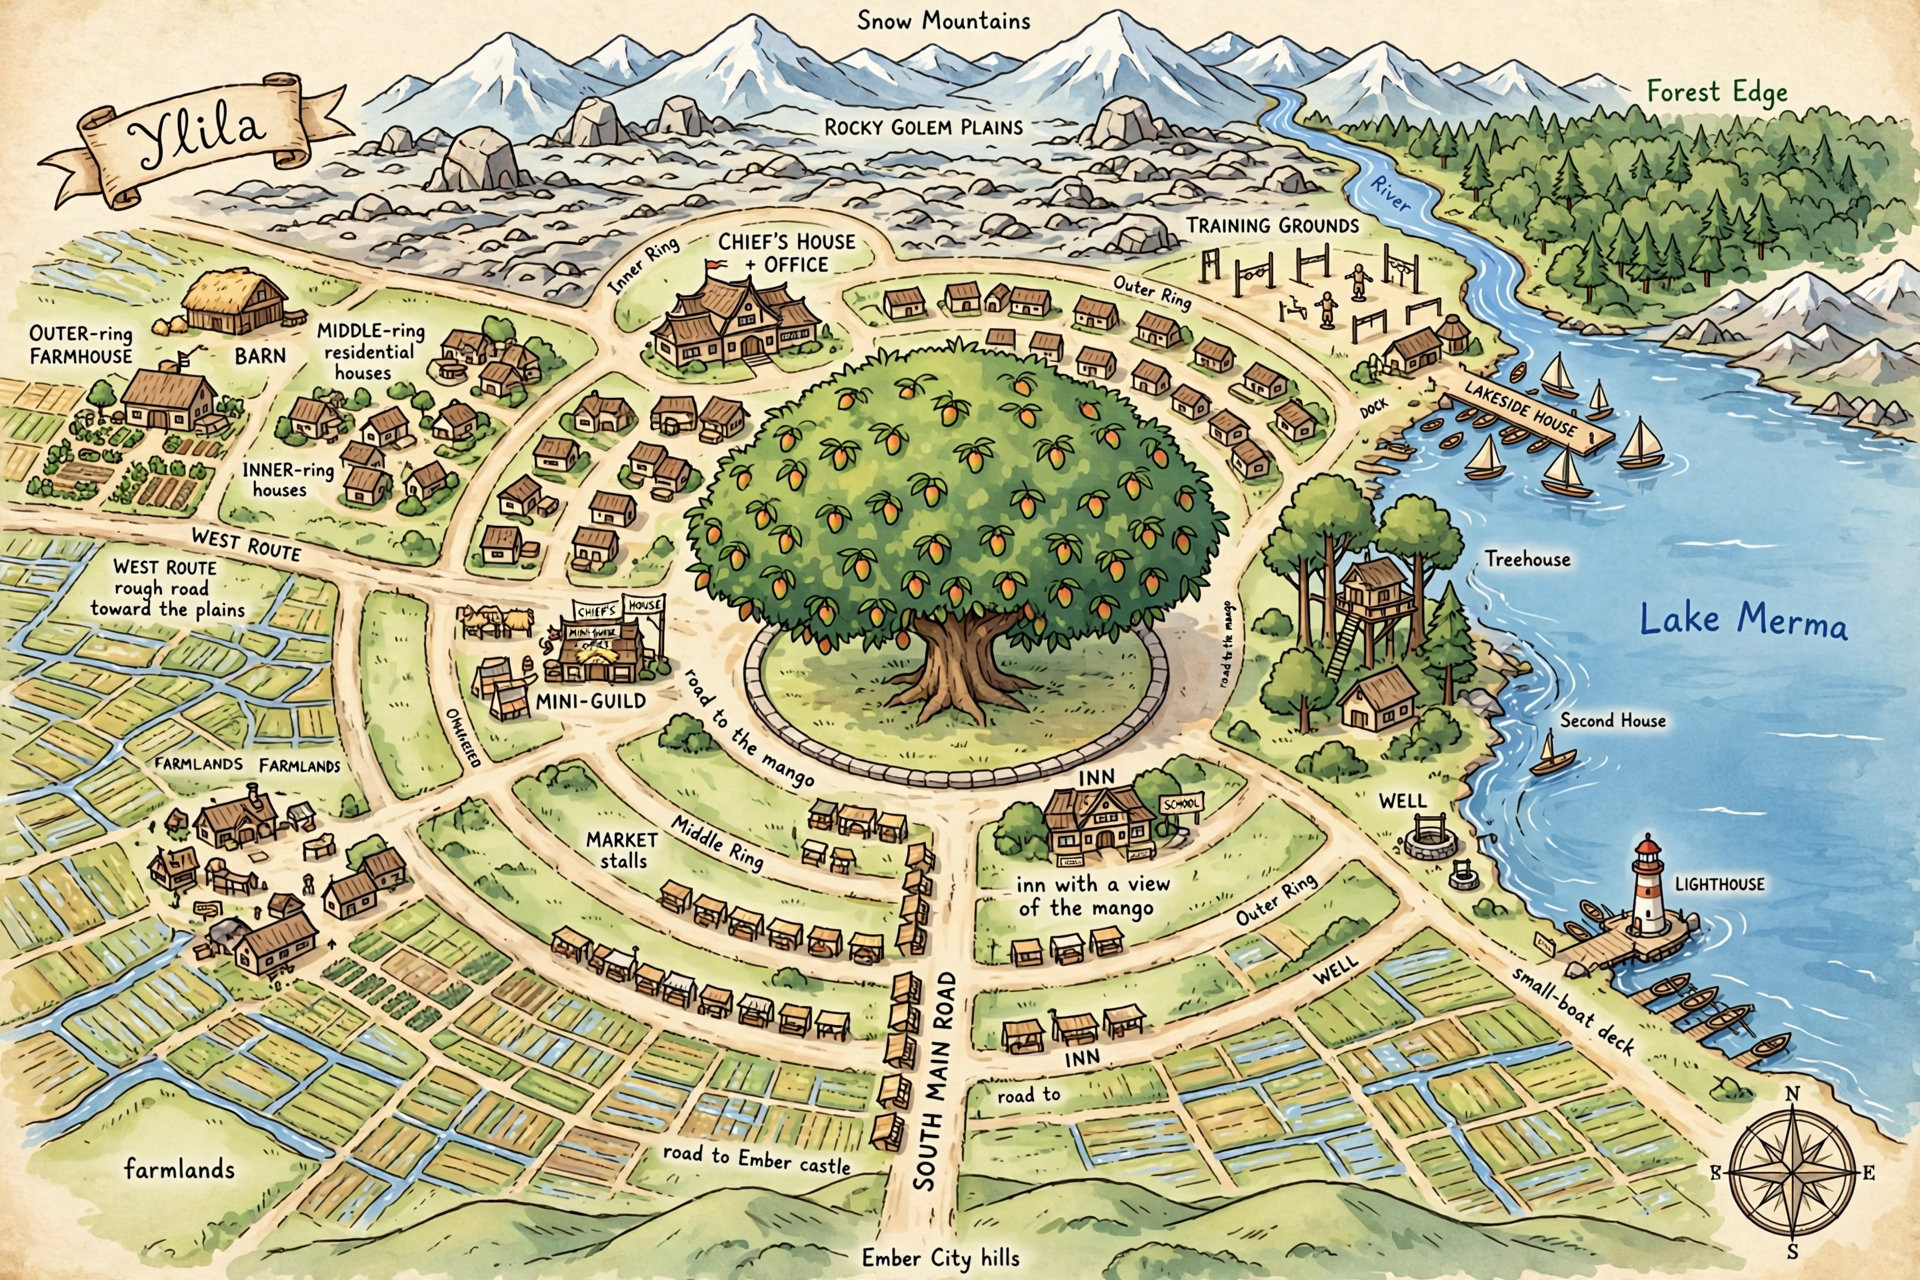 Snow Mountains
Ylila
Forest Edge
ROCKY GOLEM PLAINS
River
TRAINING GROUNDS
Inner Ring
CHIEF'S HOUSE
+ OFFICE
Outer Ring
OUTER-ring
FARMHOUSE
BARN
MIDDLE-ring
residential
houses
LAKESIDE HOUSE
DOCK
INNER-ring
houses
WEST ROUTE
WEST ROUTE
rough road
toward the plains
Treehouse
Lake Merma
CHIEF'S
HOUSE
MINI-GUILD
road to the mango
road to the mango
Second House
FARMLANDS FARMLANDS
INN
SCHOOL
WELL
MARKET
stalls
Middle Ring
inn with a view
of the mango
Outer Ring
LIGHTHOUSE
WELL
small-boat deck
SOUTH MAIN ROAD
INN
road to
road to Ember castle
farmlands
N
E
S
Ember City hills